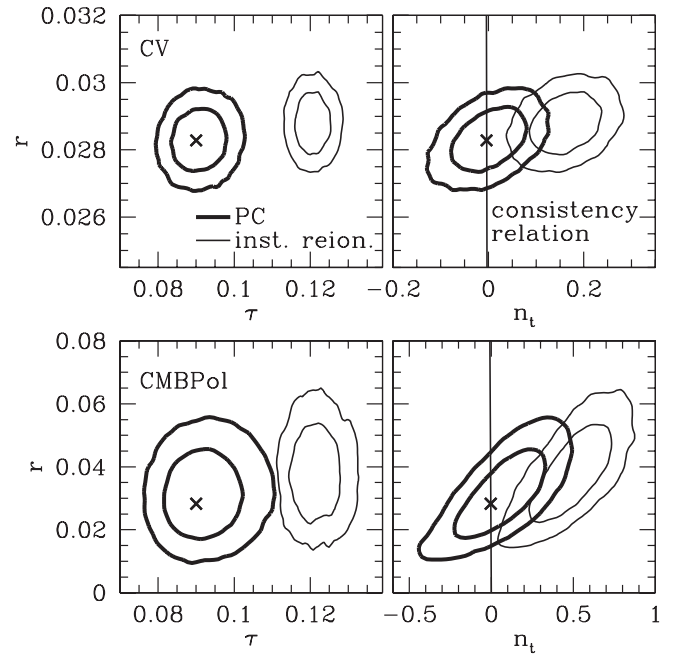 0.032
CV
0.03
r
0.028
PC
consistency
0.026
inst. reion.
relation
0.08 0.1 0.12 −0.2 0 0.2
τ n_t
0.08
CMBPol
0.06
r
0.04
0.02
0
0.08 0.1 0.12 −0.5 0 0.5 1
τ n_t